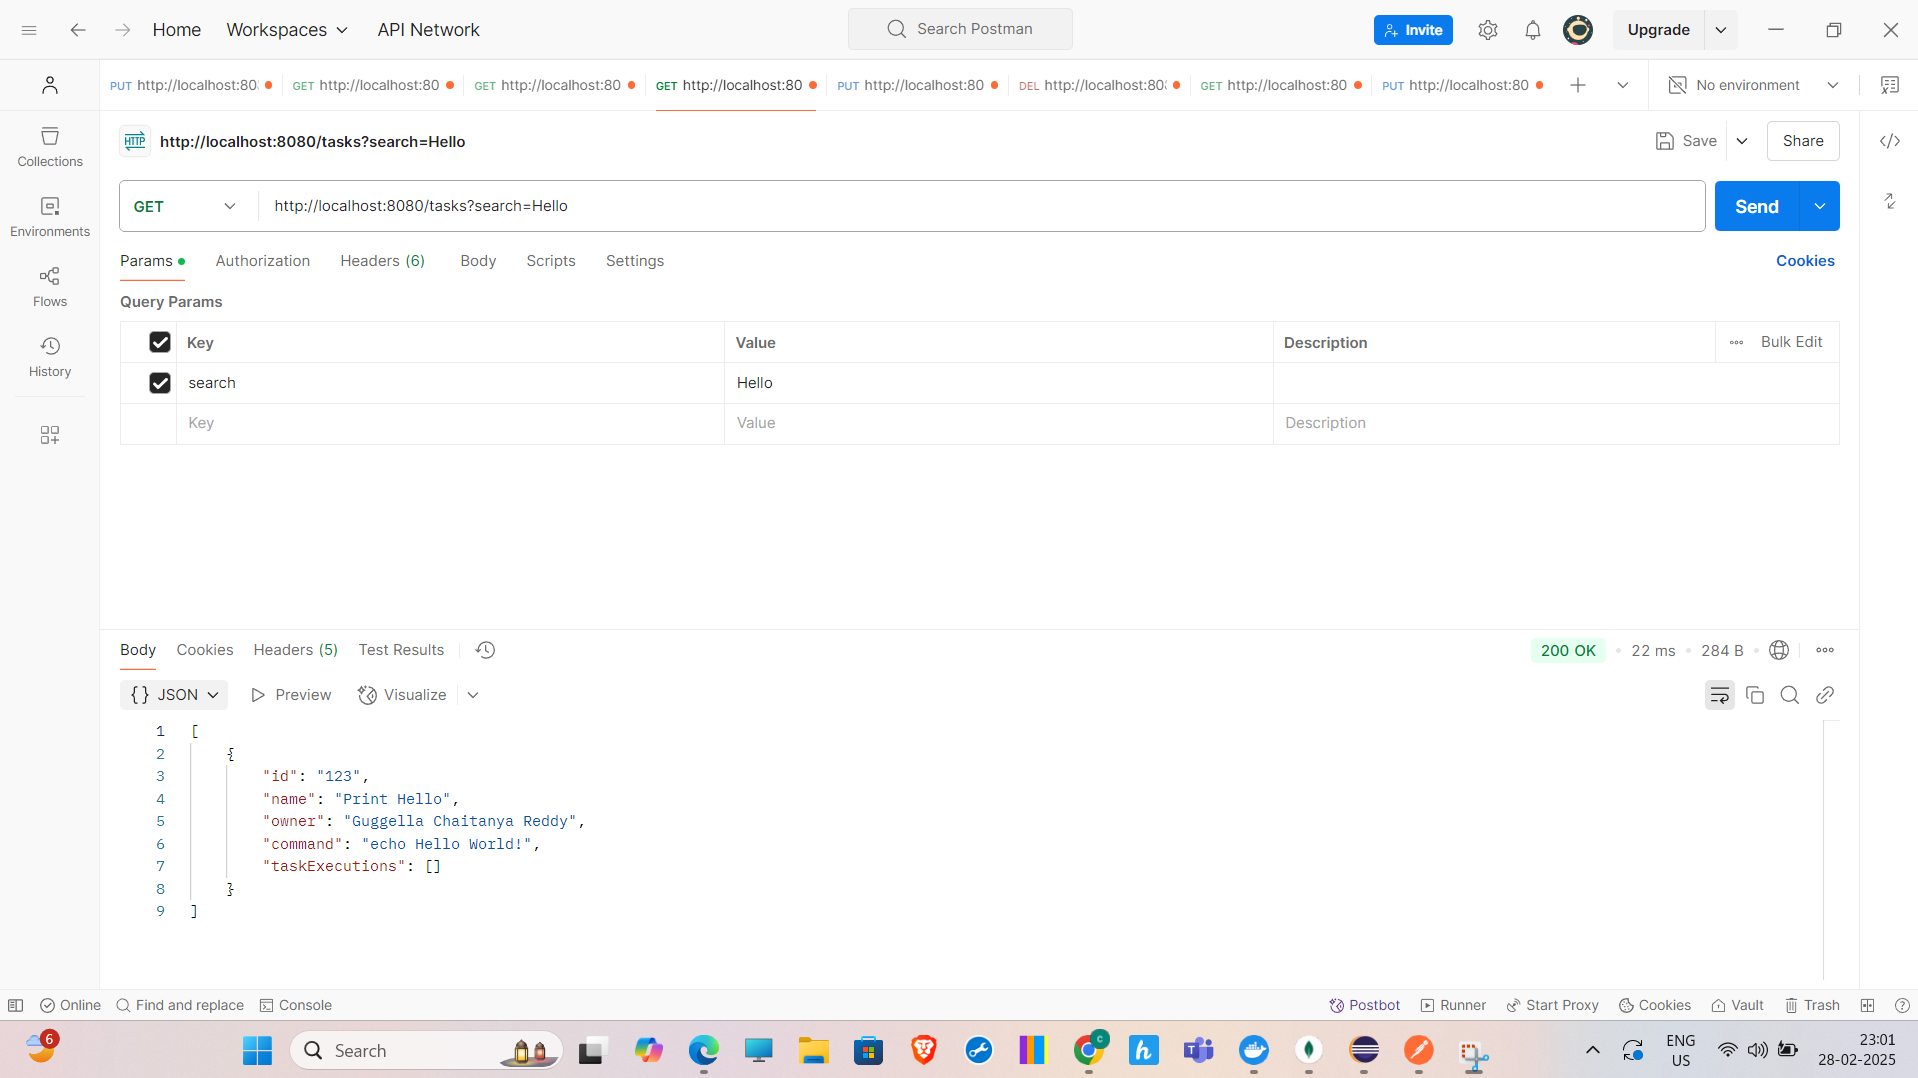 Home Workspaces API Network Search Postman Invite Upgrade
PUT http://localhost:80 GET http://localhost:80 GET http://localhost:80 GET http://localhost:80 PUT http://localhost:80 DEL http://localhost:80 GET http://localhost:80 PUT http://localhost:80 No environment
HTTP http://localhost:8080/tasks?search=Hello Save Share
Collections
GET http://localhost:8080/tasks?search=Hello Send
Environments
Params Authorization Headers (6) Body Scripts Settings Cookies
Flows
Query Params
Key Value Description Bulk Edit
History
search Hello
Key Value Description
Body Cookies Headers (5) Test Results 200 OK 22 ms 284 B
{} JSON Preview Visualize
1 [
2 {
3 "id": "123",
4 "name": "Print Hello",
5 "owner": "Guggella Chaitanya Reddy",
6 "command": "echo Hello World!",
7 "taskExecutions": []
8 }
9 ]
Online Find and replace Console Postbot Runner Start Proxy Cookies Vault Trash
6 Search C h ENG 23:01
US 28-02-2025